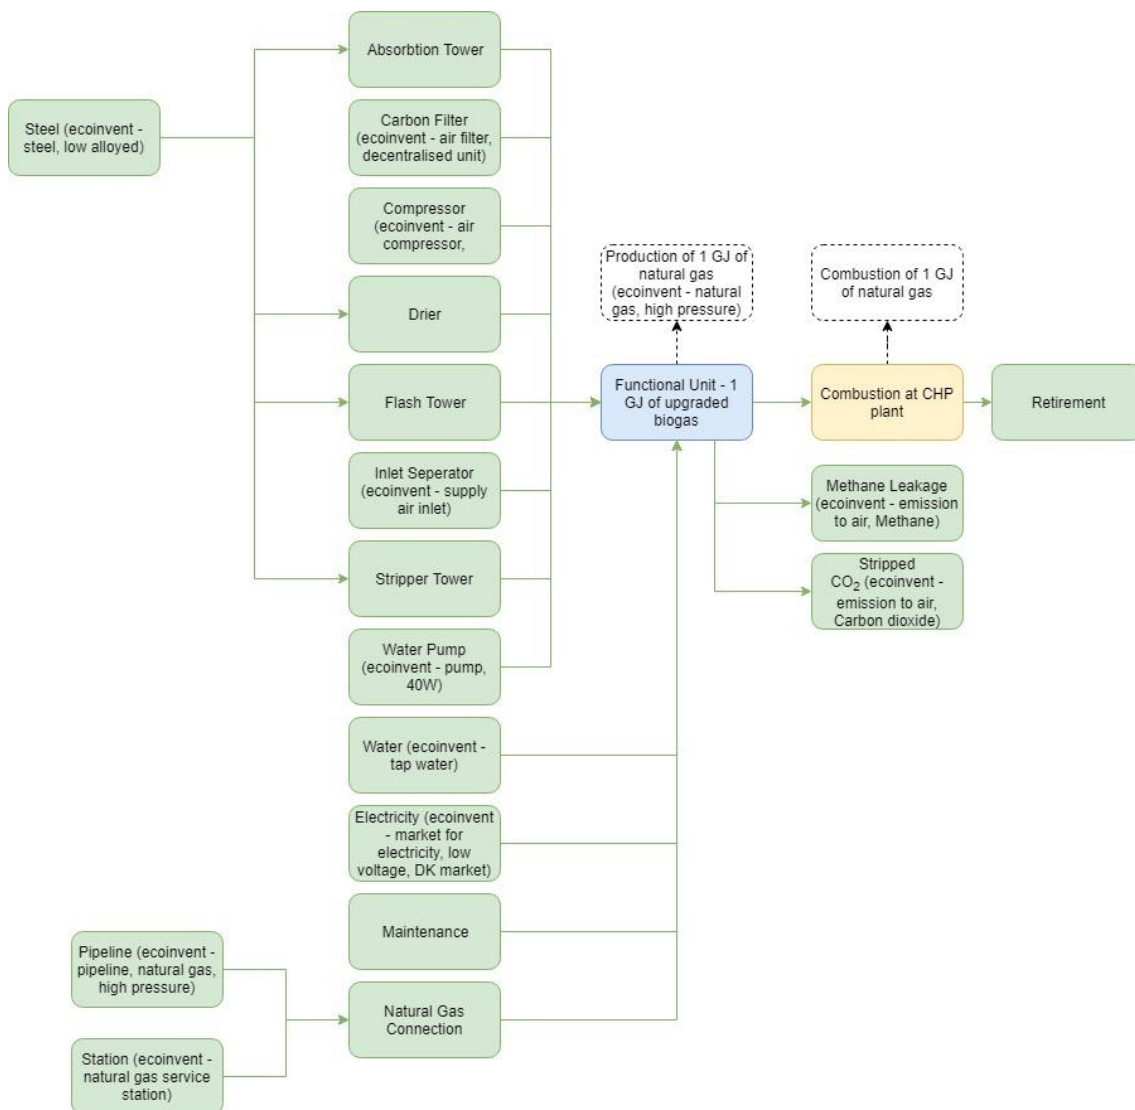 Absorbtion Tower
Steel (ecoinvent -
steel, low alloyed)
Carbon Filter
(ecoinvent - air filter,
decentralised unit)
Compressor
(ecoinvent - air
compressor,
Drier
Flash Tower
Inlet Seperator
(ecoinvent - supply
air inlet)
Stripper Tower
Water Pump
(ecoinvent - pump,
40W)
Water (ecoinvent -
tap water)
Electricity (ecoinvent
- market for
electricity, low
voltage, DK market)
Maintenance
Pipeline (ecoinvent -
pipeline, natural gas,
high pressure)
Station (ecoinvent -
natural gas service
station)
Natural Gas
Connection
Production of 1 GJ of
natural gas
(ecoinvent - natural
gas, high pressure)
Combustion of 1 GJ
of natural gas
Functional Unit - 1
GJ of upgraded
biogas
Combustion at CHP
plant
Retirement
Methane Leakage
(ecoinvent - emission
to air, Methane)
Stripped
CO2 (ecoinvent -
emission to air,
Carbon dioxide)